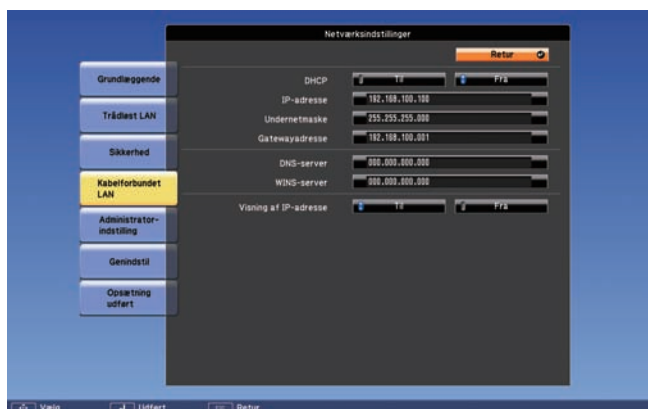 Netværksindstillinger
Retur
Grundlæggende
Trådløst LAN
Sikkerhed
Kabelforbundet
LAN
Administrator-
indstilling
Genindstil
Opsætning
udført
DHCP Til Fra
IP-adresse 192.168.100.100
Undernetmaske 255.255.255.000
Gatewayadresse 192.168.100.001
DNS-server 000.000.000.000
WINS-server 000.000.000.000
Visning af IP-adresse Til Fra
Vælg Udført Retur